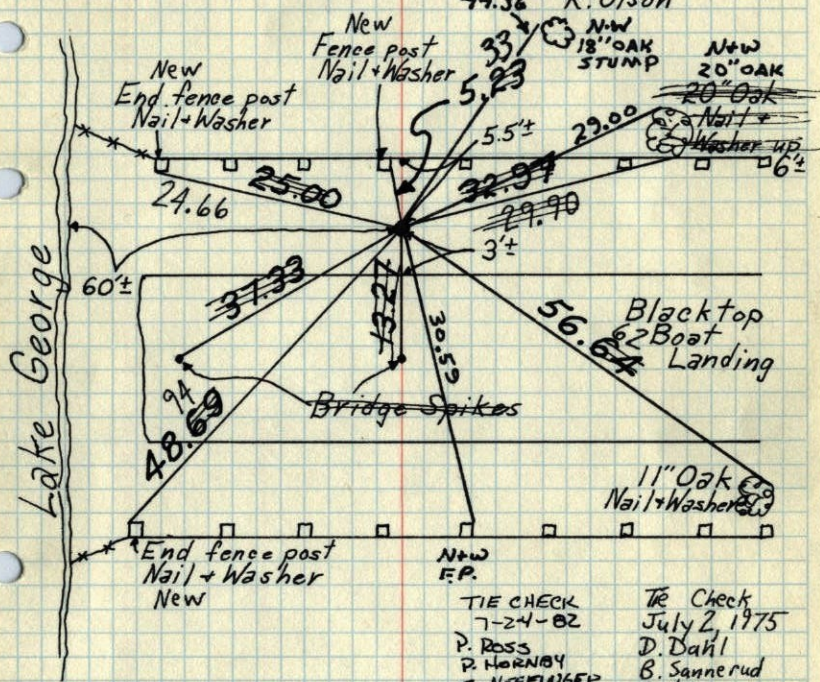 44.36
R. Olson
New
Fence post
Nail + Washer
33
5.23
N+W
18" OAK
STUMP
N+W
20" OAK
20" Oak
Nail +
Washer up
6'±
New
End fence post
Nail + Washer
5.5'±
29.00
25.00
24.66
32.97
29.90
60'±
3'±
Lake George
37.33
13.27
30.59
56.64
62
Blacktop
Boat
Landing
94
48.69
Bridge Spikes
11" Oak
Nail + Washer
End fence post
Nail + Washer
New
N+W
F.P.
TIE CHECK
7-24-82
P. ROSS
P. HORNBY
Tie Check
July 2, 1975
D. Dahl
B. Sannerud